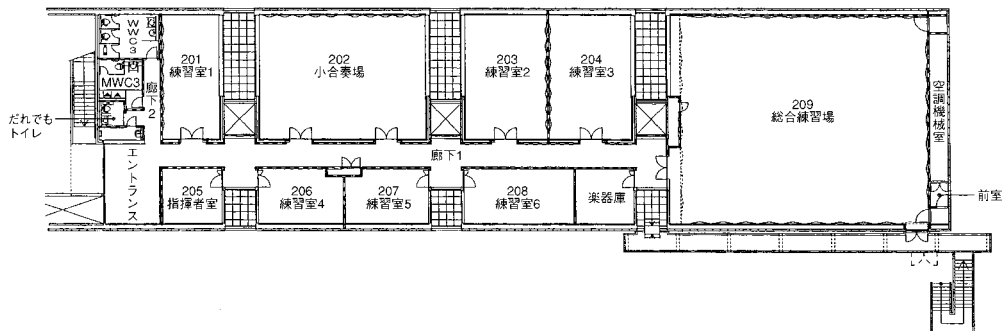 WWC3
MWC3
廊下2
だれでも
トイレ
エントランス
201
練習室1
202
小合奏場
203
練習室2
204
練習室3
209
総合練習場
空調機械室
前室
廊下1
205
指揮者室
206
練習室4
207
練習室5
208
練習室6
楽器庫